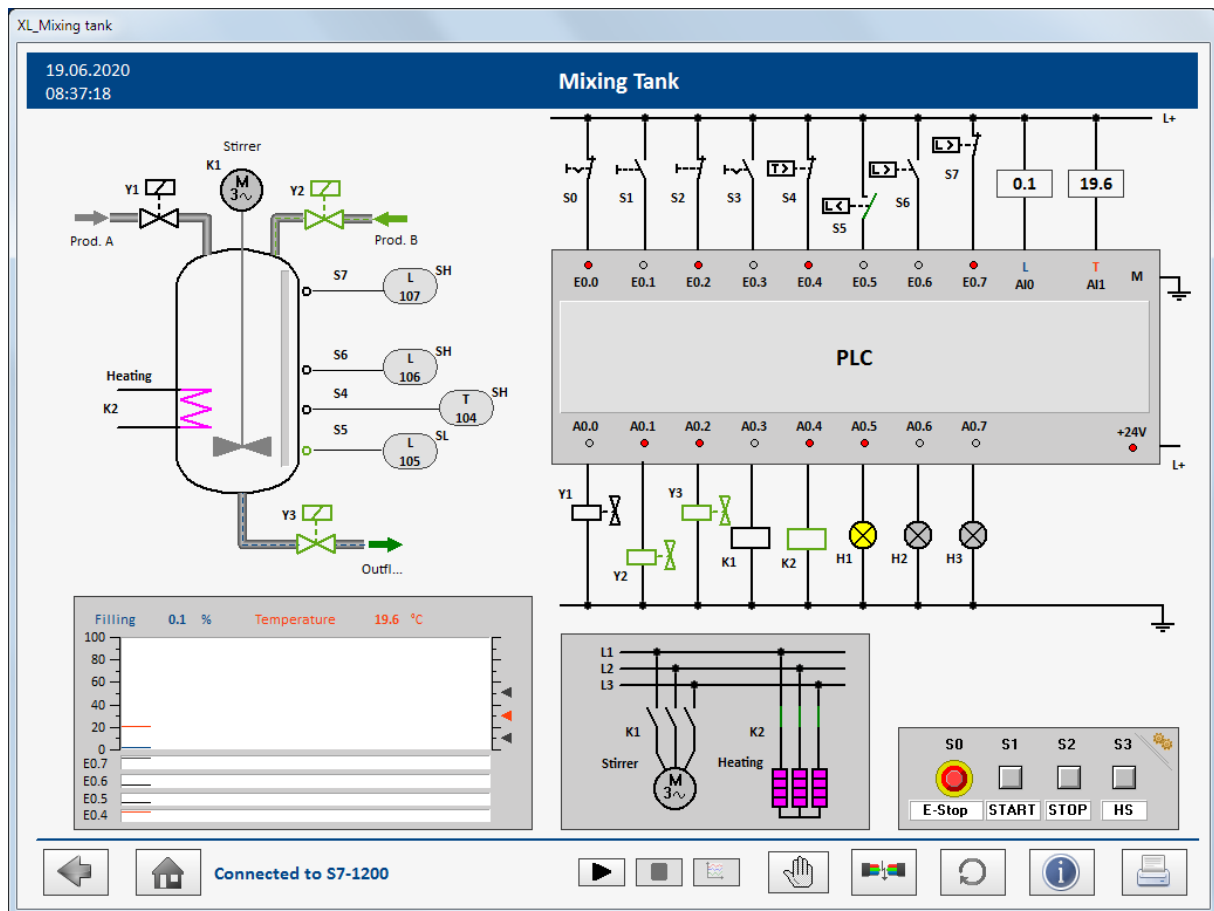 XL_Mixing tank
19.06.2020
08:37:18
Mixing Tank
Stirrer
K1
M
3~
Y1
Y2
Prod. A
Prod. B
S7
L
107
SH
S6
L
106
SH
S4
T
104
SH
S5
L
105
SL
Heating
K2
Y3
Outfl...
L+
S0
S1
S2
S3
T>
S4
L<
S5
L>
S6
L>
S7
0.1
19.6
E0.0 E0.1 E0.2 E0.3 E0.4 E0.5 E0.6 E0.7
L
AI0
T
AI1
M
PLC
A0.0 A0.1 A0.2 A0.3 A0.4 A0.5 A0.6 A0.7
+24V
L+
Y1
Y2
Y3
K1
K2
H1
H2
H3
Filling 0.1 % Temperature 19.6 °C
100
80
60
40
20
0
E0.7
E0.6
E0.5
E0.4
L1
L2
L3
K1
K2
Stirrer
M
3~
Heating
S0 S1 S2 S3
E-Stop START STOP HS
Connected to S7-1200
i